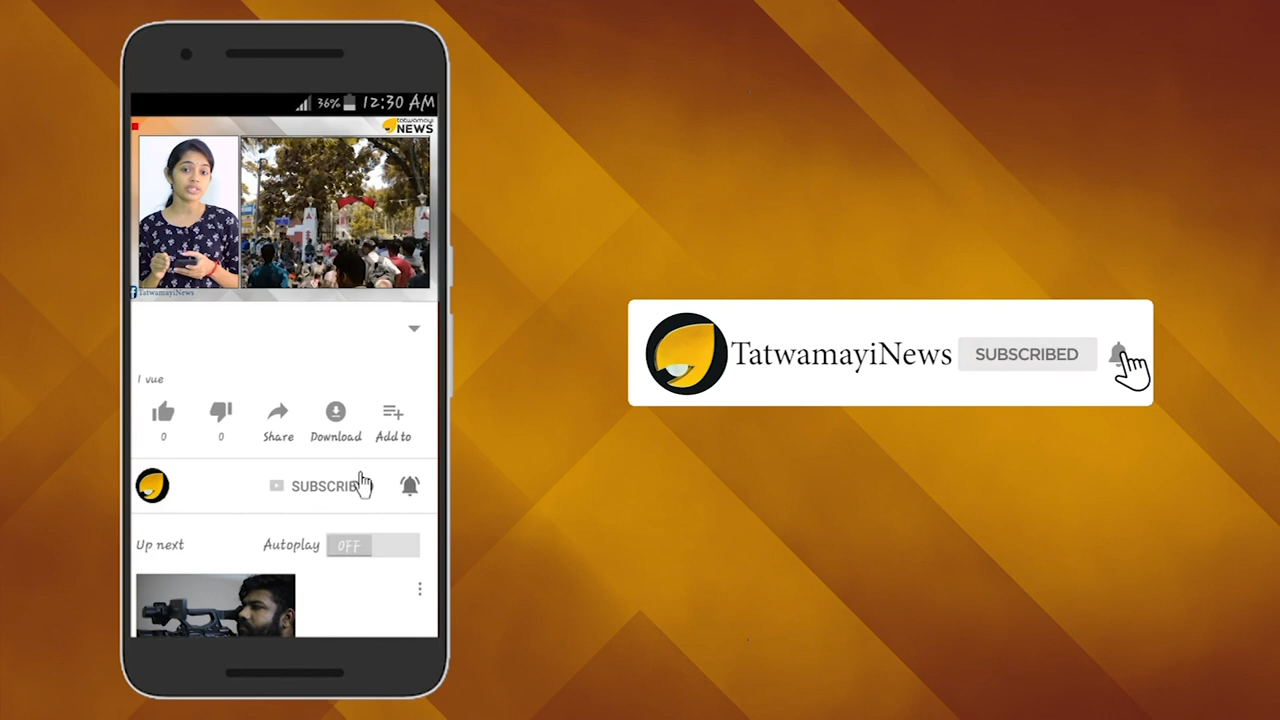 36% 12:30 AM
tatwamayi
NEWS
TatwamayiNews
1 vue
0 0 Share Download Add to
SUBSCRIB
Up next Autoplay OFF
TatwamayiNews SUBSCRIBED